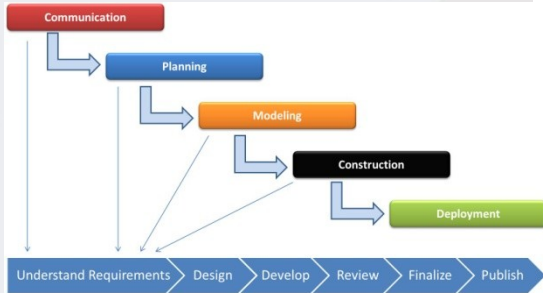 Communication
Planning
Modeling
Construction
Deployment
Understand Requirements Design Develop Review Finalize Publish